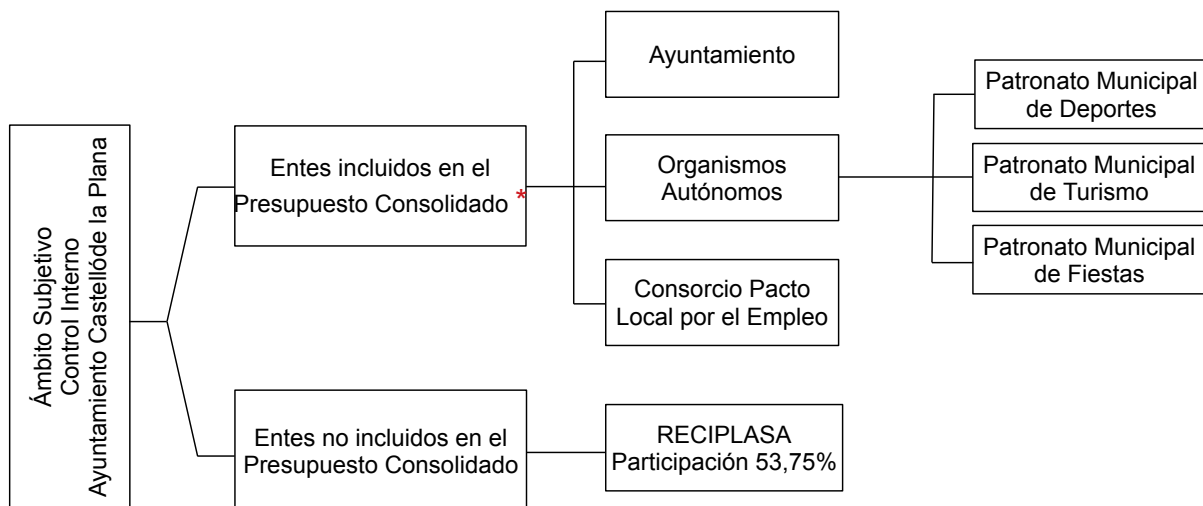 Ámbito Subjetivo
Control Interno
Ayuntamiento Castellóde la Plana
Entes incluidos en el
Presupuesto Consolidado *
Ayuntamiento
Organismos
Autónomos
Consorcio Pacto
Local por el Empleo
Patronato Municipal
de Deportes
Patronato Municipal
de Turismo
Patronato Municipal
de Fiestas
Entes no incluidos en el
Presupuesto Consolidado
RECIPLASA
Participación 53,75%